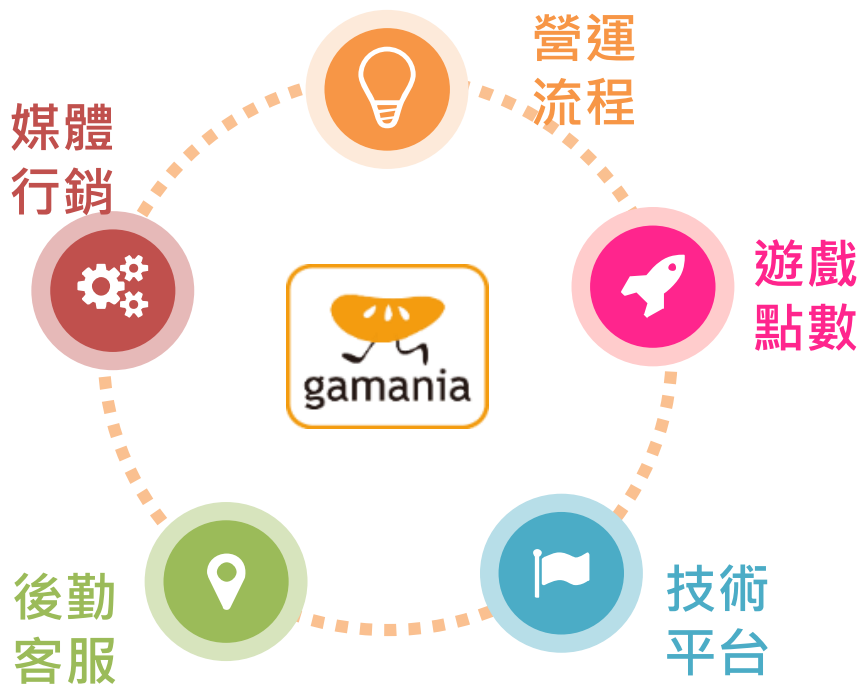 營運
流程
媒體
行銷
遊戲
點數
gamania
技術
平台
後勤
客服